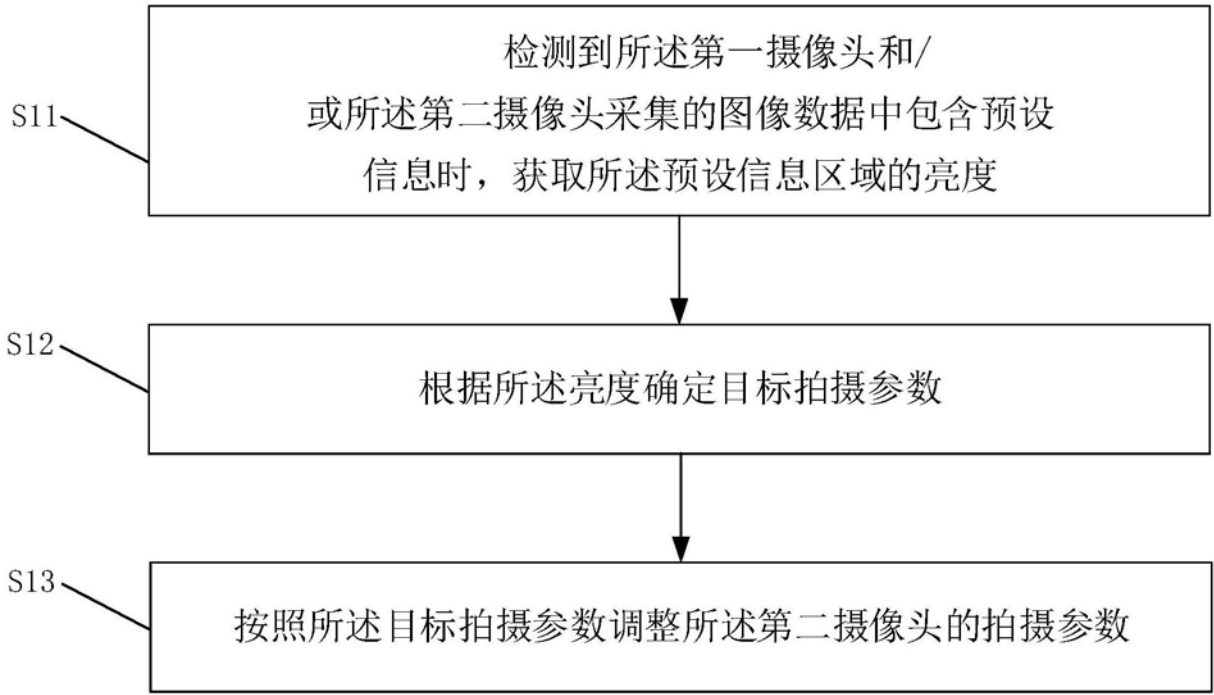 检测到所述第一摄像头和/
S11
或所述第二摄像头采集的图像数据中包含预设
信息时，获取所述预设信息区域的亮度
S12
根据所述亮度确定目标拍摄参数
S13
按照所述目标拍摄参数调整所述第二摄像头的拍摄参数